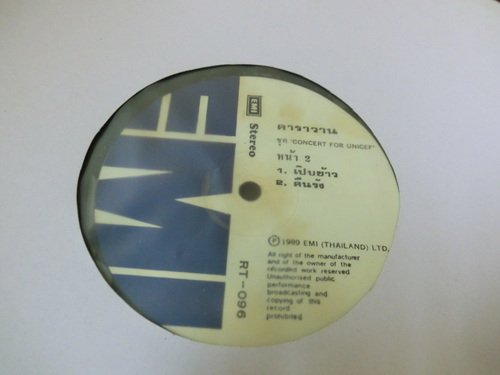 EMI
EMI
Stereo
คาราวาน
ชุด "CONCERT FOR UNICEF"
หน้า 2
1. เปิบข้าว
2. คืนรัง
Ⓟ 1989 EMI (THAILAND) LTD,
All right of the manufacturer
and of the owner of the
recorded work reserved
Unauthorised public
performance
broadcasting and
copying of this
record
prohibited
RT-096